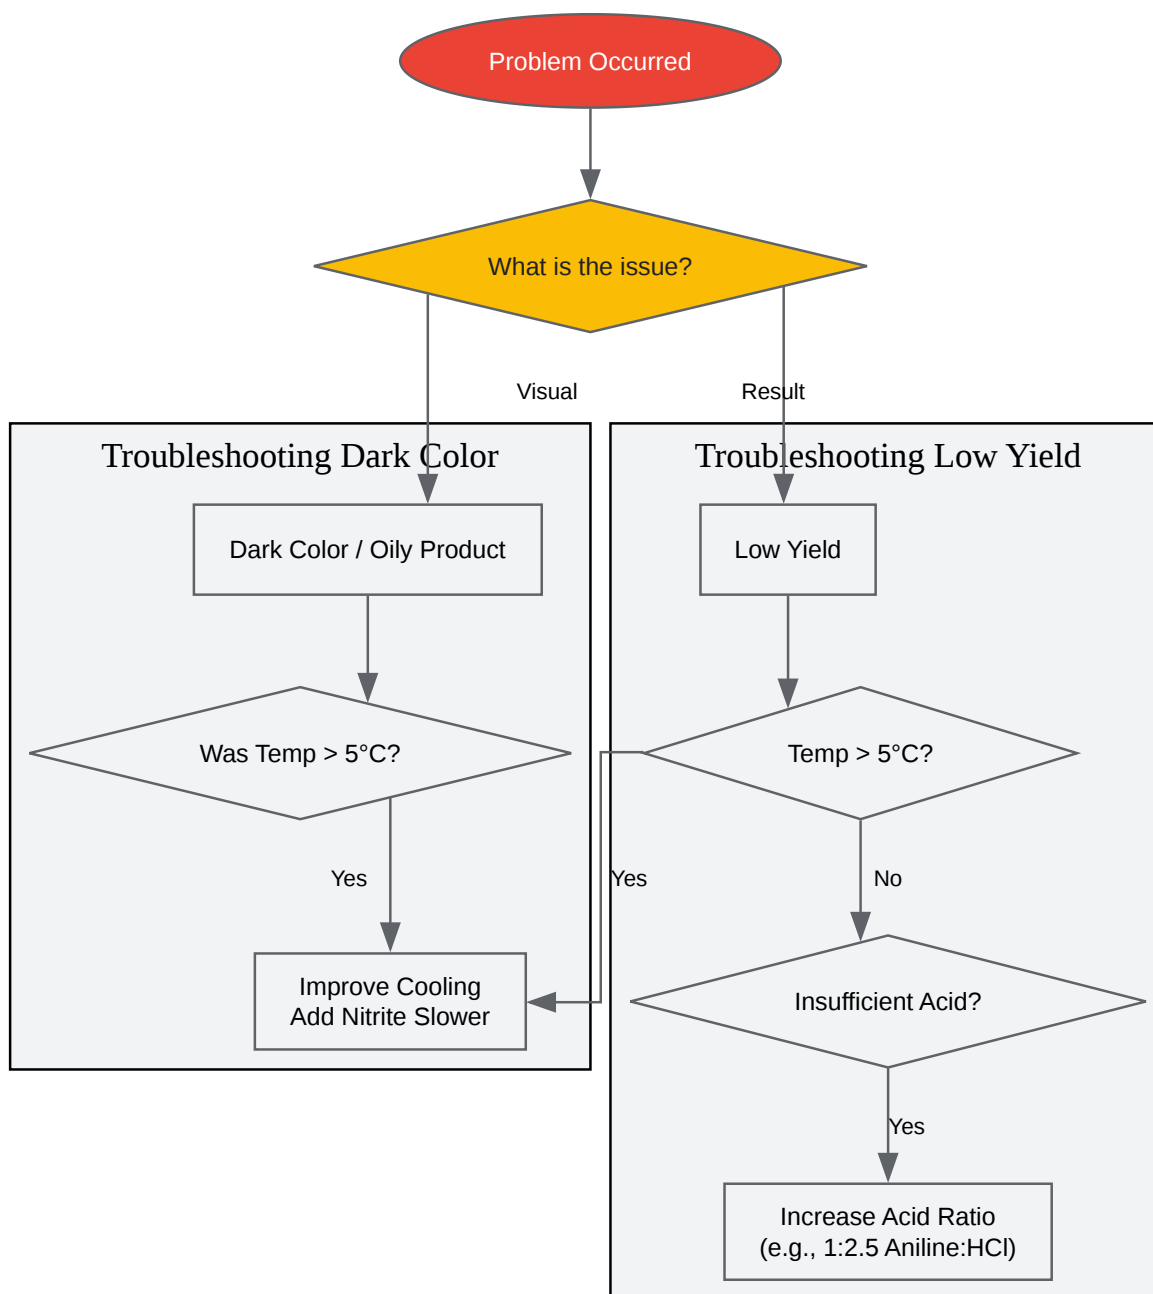 Problem Occurred
What is the issue?
Visual
Result
Troubleshooting Dark Color
Troubleshooting Low Yield
Dark Color / Oily Product
Low Yield
Was Temp > 5°C?
Temp > 5°C?
Yes
Yes
No
Improve Cooling
Add Nitrite Slower
Insufficient Acid?
Yes
Increase Acid Ratio
(e.g., 1:2.5 Aniline:HCl)